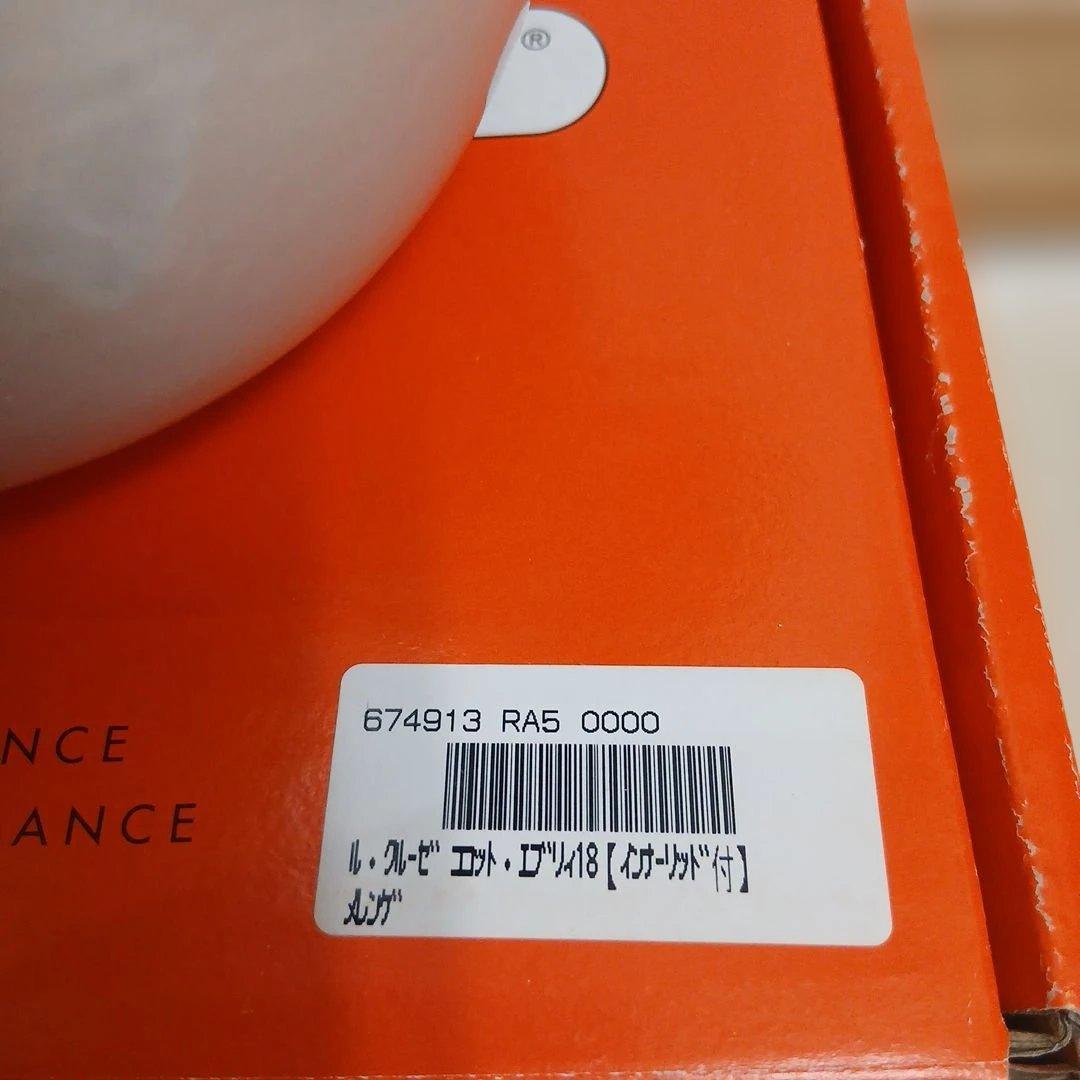 ®
NCE
ANCE
674913 RA5 0000
ﾙ・ｸﾙｰｾﾞ ｺｺｯﾄ・ｴﾌﾞﾘｨ18【ｲﾝﾅｰﾘｯﾄﾞ付】
ﾒﾚﾝｹﾞ